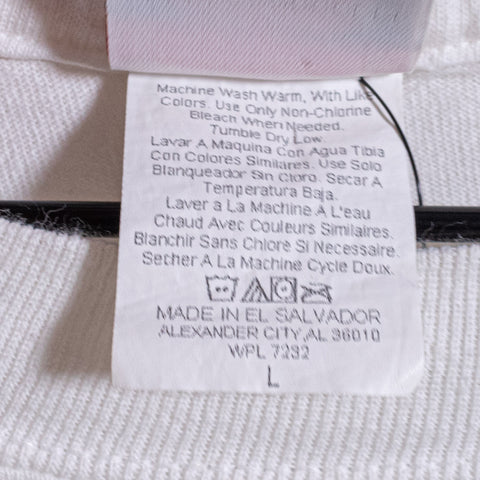 Machine Wash Warm, With Like
Colors. Use Only Non-Chlorine
Bleach When Needed.
Tumble Dry Low.
Lavar A Maquina Con Agua Tibia
Con Colores Similares. Use Solo
Blanqueador Sin Cloro. Secar A
Temperatura Baja.
Laver a La Machine A L'eau
Chaud Avec Couleurs Similaires.
Blanchir Sans Chlore Si Necessaire.
Secher A La Machine Cycle Doux.
MADE IN EL SALVADOR
ALEXANDER CITY, AL 36010
WPL 7292
L